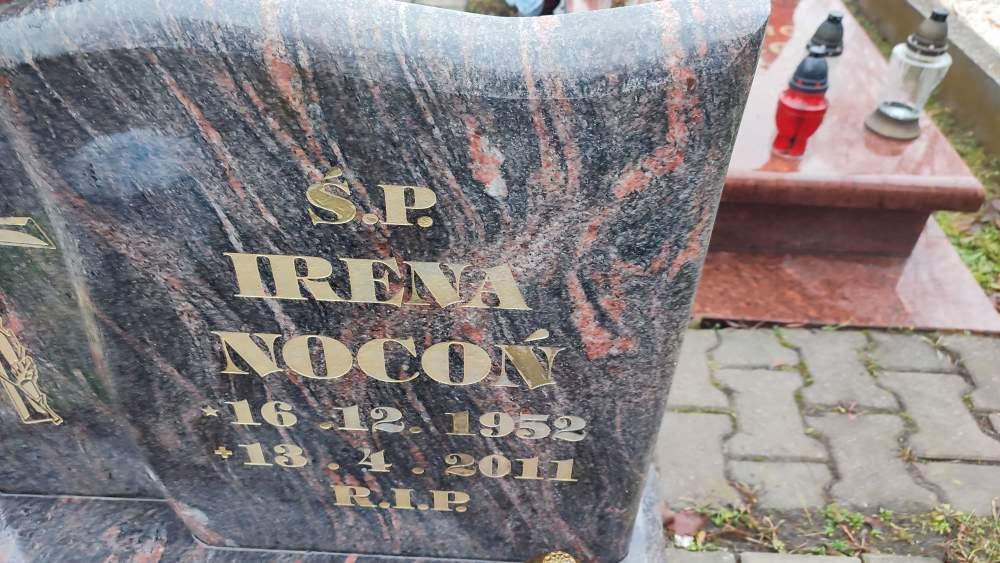 Ś.P.
IRENA
NOCOŃ
* 16.12.1952
+ 13.4.2011
R.I.P.